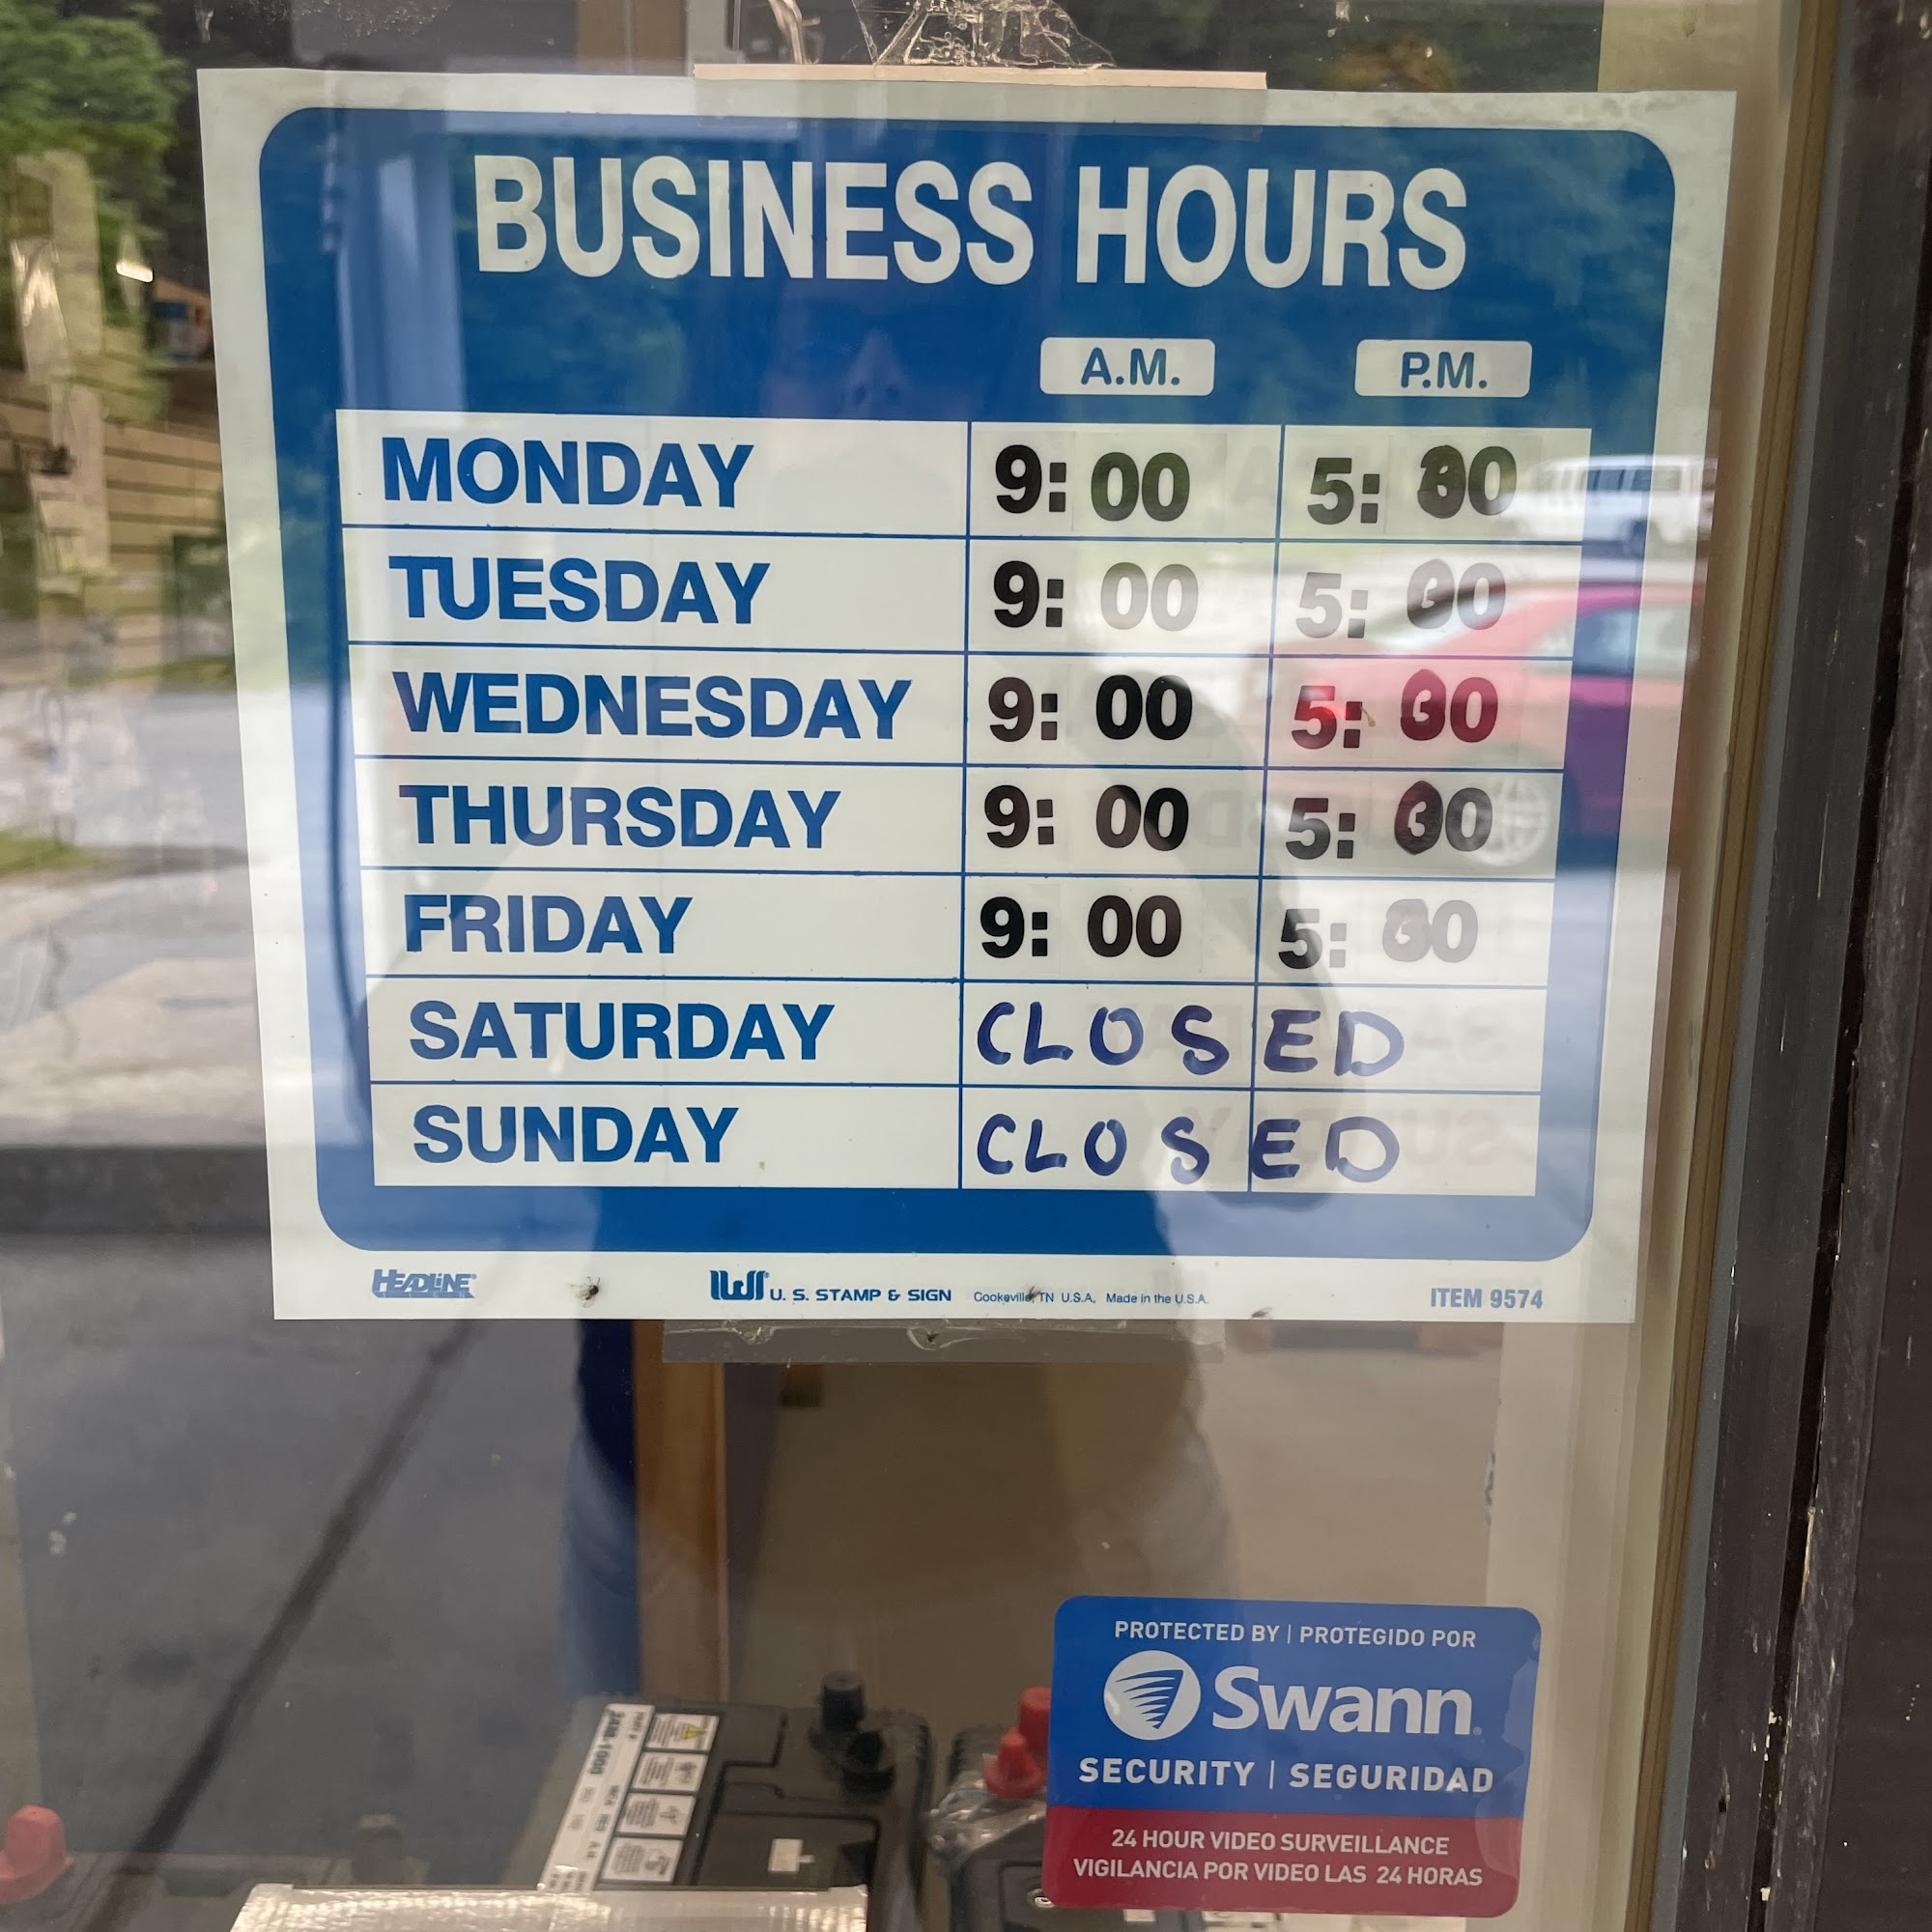 BUSINESS HOURS
A.M. P.M.
MONDAY 9: 00 5: 00
TUESDAY 9: 00 5: 00
WEDNESDAY 9: 00 5: 00
THURSDAY 9: 00 5: 00
FRIDAY 9: 00 5: 00
SATURDAY CLOSED
SUNDAY CLOSED
HEADLINE U. S. STAMP & SIGN Cookeville, TN U.S.A. Made in the U.S.A. ITEM 9574
PROTECTED BY | PROTEGIDO POR
Swann
SECURITY | SEGURIDAD
24 HOUR VIDEO SURVEILLANCE
VIGILANCIA POR VIDEO LAS 24 HORAS